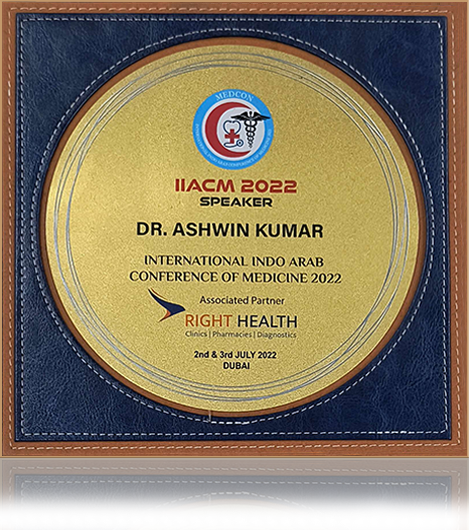 MEDCON
IIACM 2022
SPEAKER
DR. ASHWIN KUMAR
INTERNATIONAL INDO ARAB
CONFERENCE OF MEDICINE 2022
Associated Partner
RIGHT HEALTH
Clinics | Pharmacies | Diagnostics
2nd & 3rd JULY 2022
DUBAI